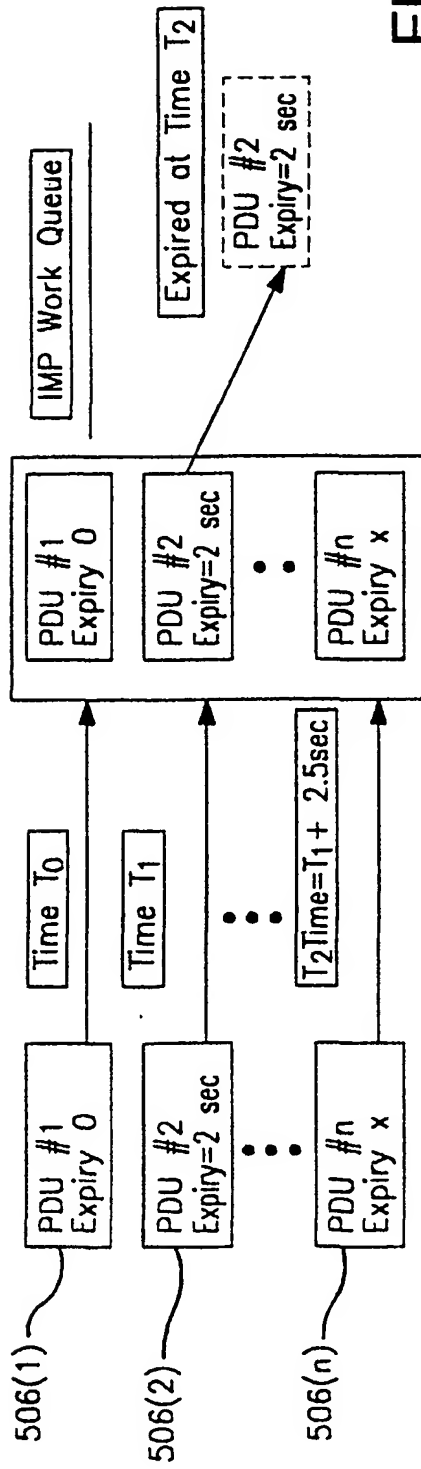 506(1)
PDU #1
Expiry 0
Time T0
PDU #1
Expiry 0
IMP Work Queue
506(2)
PDU #2
Expiry=2 sec
Time T1
PDU #2
Expiry=2 sec
Expired at Time T2
PDU #2
Expiry=2 sec
506(n)
PDU #n
Expiry x
T2Time=T1+ 2.5sec
PDU #n
Expiry x